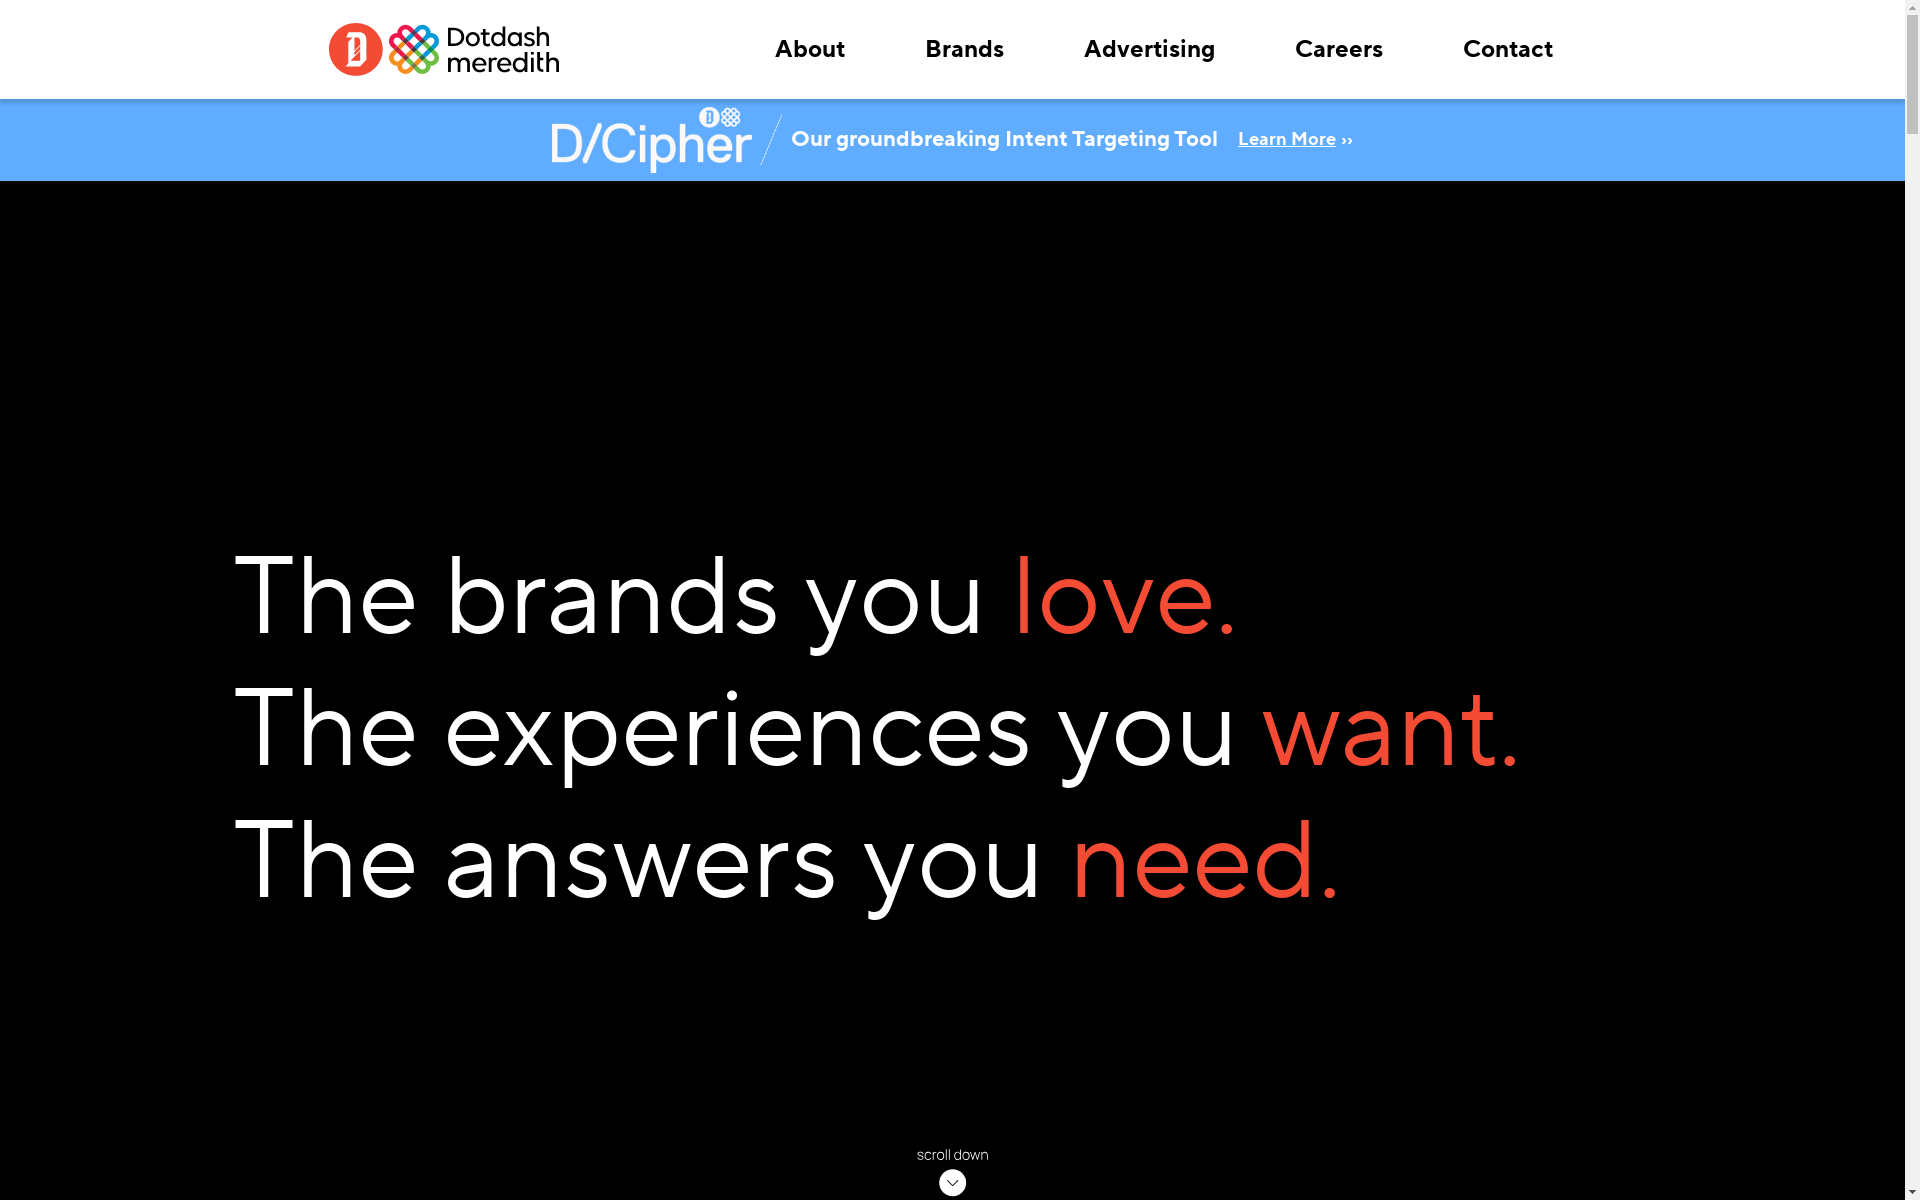 Dotdash
meredith
About
Brands
Advertising
Careers
Contact
D/Cipher
Our groundbreaking Intent Targeting Tool
Learn More ››
The brands you love.
The experiences you want.
The answers you need.
scroll down